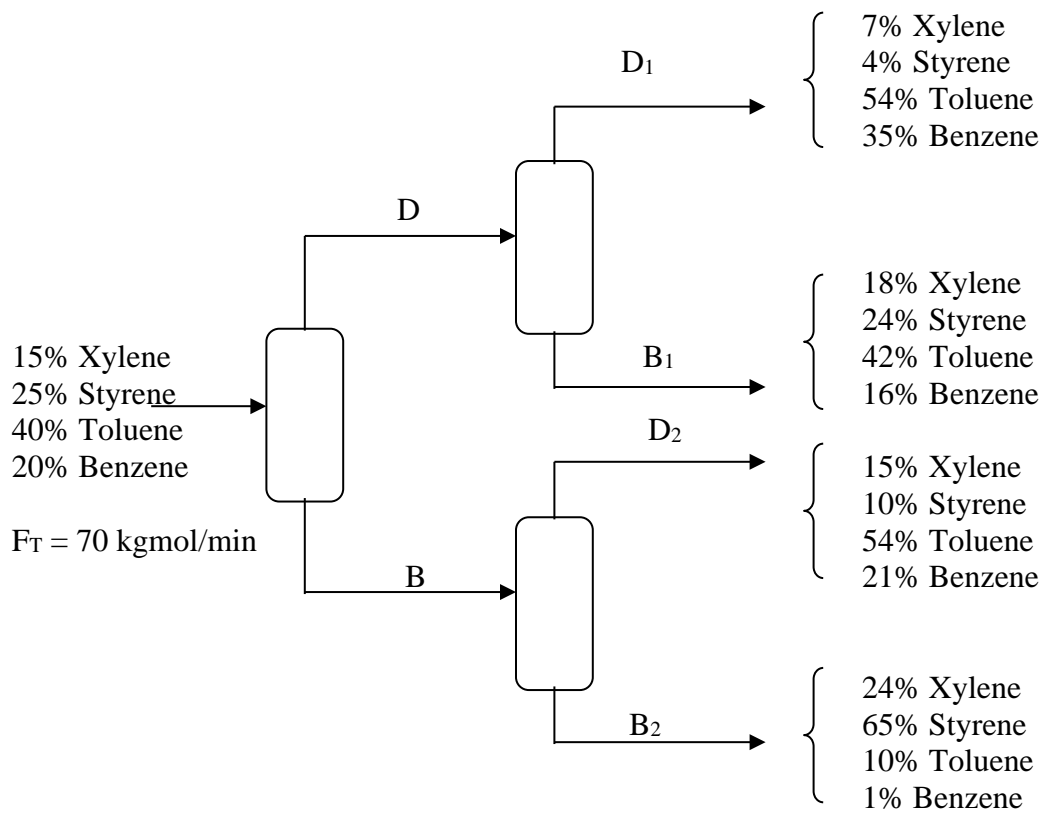 7% Xylene
4% Styrene
54% Toluene
35% Benzene
D₁
D
18% Xylene
24% Styrene
42% Toluene
16% Benzene
B₁
15% Xylene
25% Styrene
40% Toluene
20% Benzene
F_T = 70 kgmol/min
D₂
15% Xylene
10% Styrene
54% Toluene
21% Benzene
B
24% Xylene
65% Styrene
10% Toluene
1% Benzene
B₂